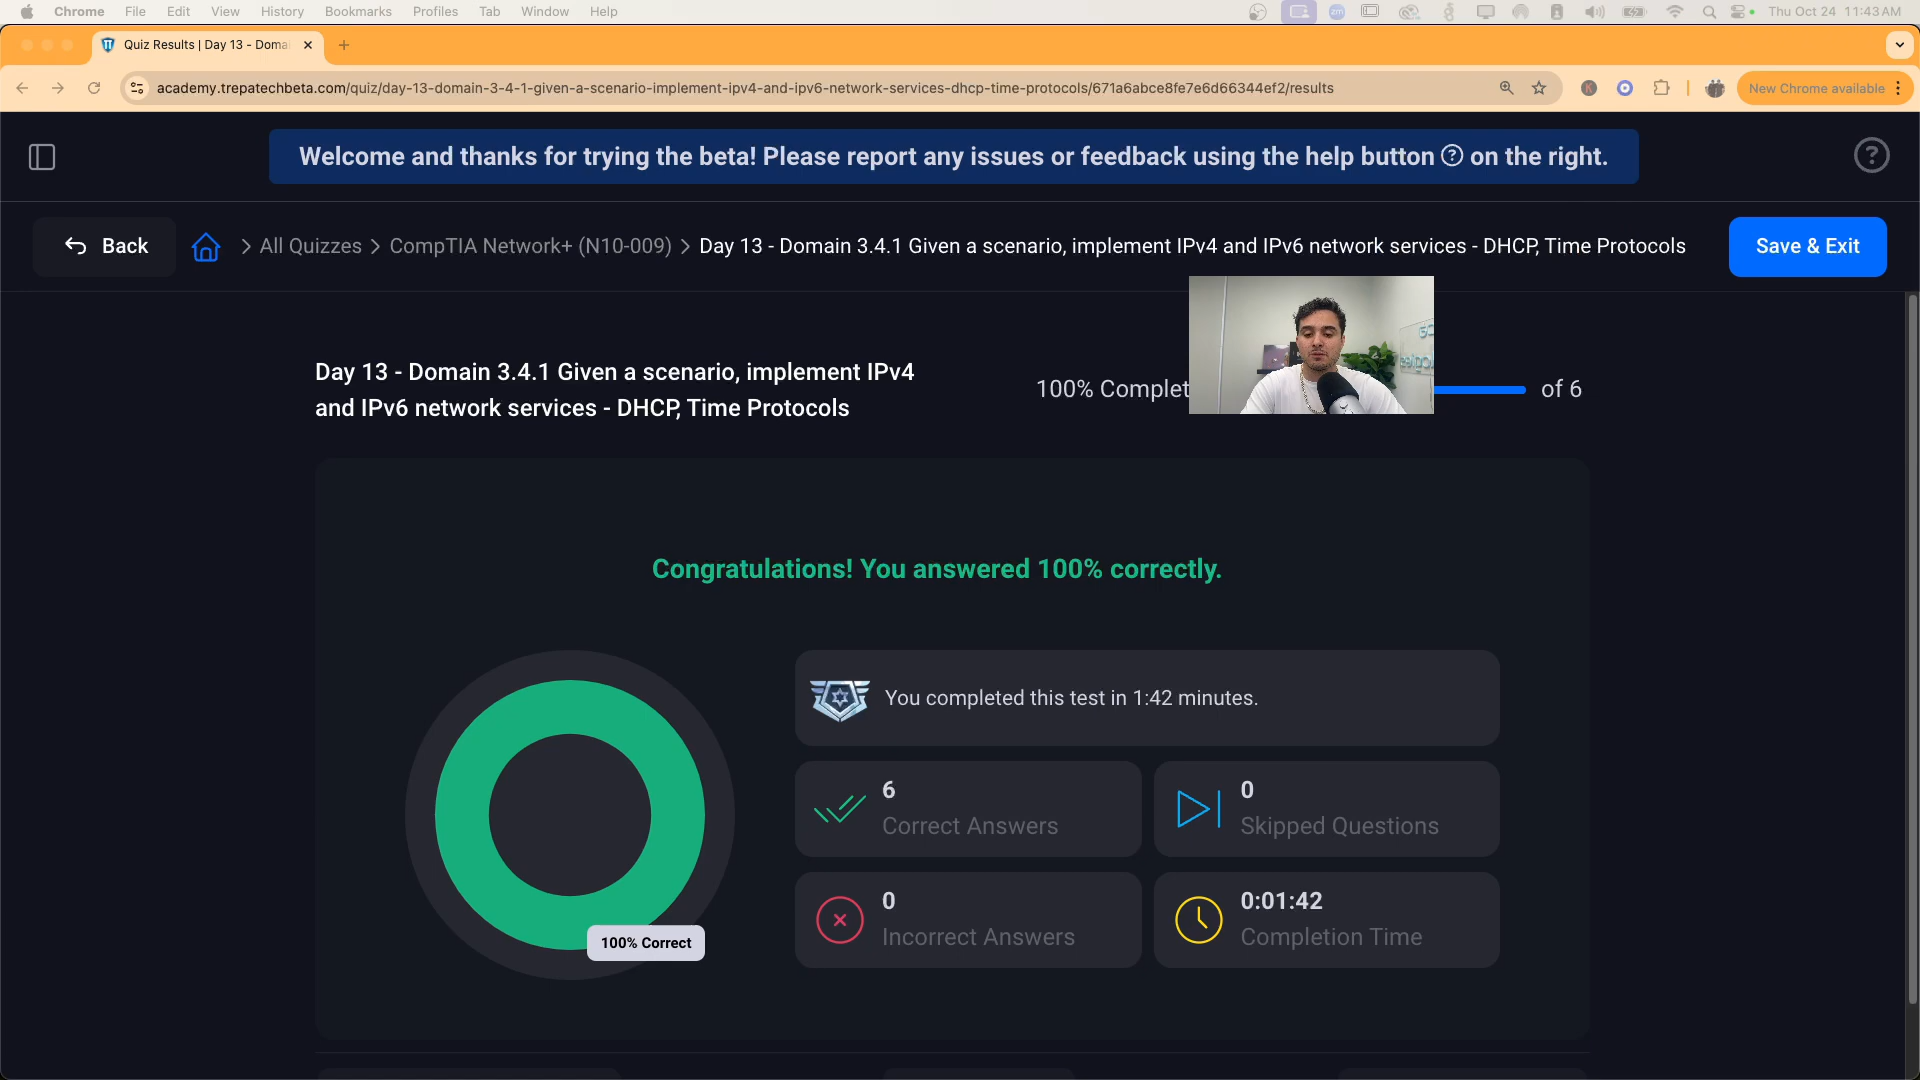 Chrome File Edit View History Bookmarks Profiles Tab Window Help Thu Oct 24 11:43 AM
Quiz Results | Day 13 - Doma
academy.trepatechbeta.com/quiz/day-13-domain-3-4-1-given-a-scenario-implement-ipv4-and-ipv6-network-services-dhcp-time-protocols/671a6abce8fe7e6d66344ef2/results
New Chrome available
Welcome and thanks for trying the beta! Please report any issues or feedback using the help button ? on the right.
Back > All Quizzes > CompTIA Network+ (N10-009) > Day 13 - Domain 3.4.1 Given a scenario, implement IPv4 and IPv6 network services - DHCP, Time Protocols
Save & Exit
Day 13 - Domain 3.4.1 Given a scenario, implement IPv4
and IPv6 network services - DHCP, Time Protocols
100% Complet of 6
Congratulations! You answered 100% correctly.
You completed this test in 1:42 minutes.
6
Correct Answers
0
Skipped Questions
0
Incorrect Answers
0:01:42
Completion Time
100% Correct